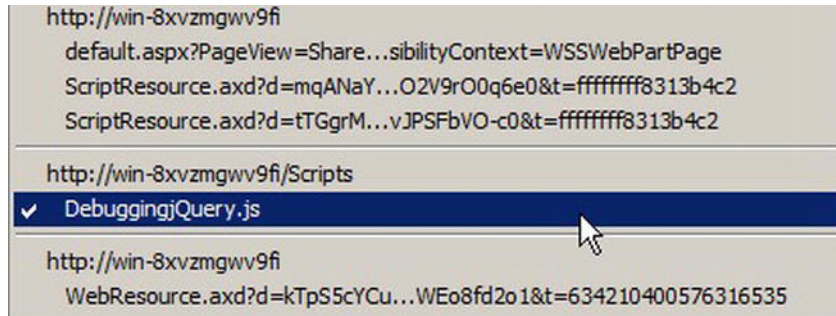 http://win-8xvzmgwv9fi
default.aspx?PageView=Share...sibilityContext=WSSWebPartPage
ScriptResource.axd?d=mqANaY...O2V9rO0q6e0&t=ffffffff8313b4c2
ScriptResource.axd?d=tTGgrM...vJPSFbVO-c0&t=ffffffff8313b4c2
http://win-8xvzmgwv9fi/Scripts
DebuggingjQuery.js
http://win-8xvzmgwv9fi
WebResource.axd?d=kTpS5cYCu...WEo8fd2o1&t=634210400576316535